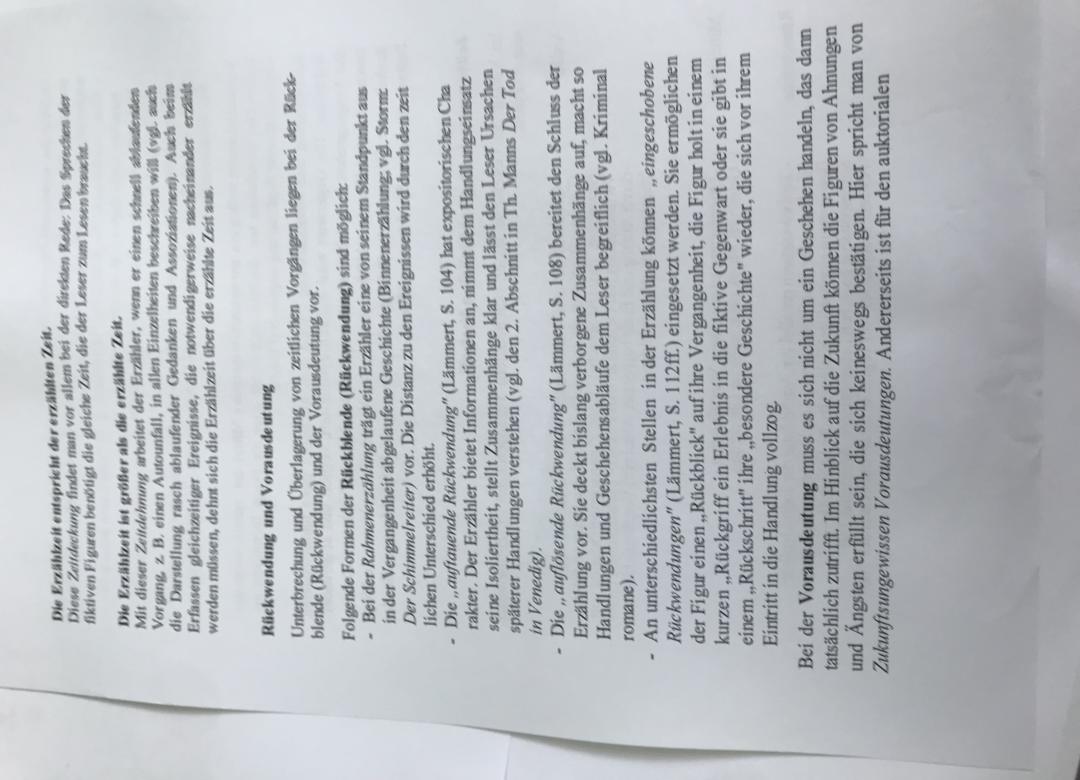 Die Erzählzeit entspricht der erzählten Zeit.
Diese Zeitdeckung findet man vor allem bei der direkten Rede: Das Sprechen der
fiktiven Figuren benötigt die gleiche Zeit, die der Leser zum Lesen braucht.
Die Erzählzeit ist größer als die erzählte Zeit.
Mit dieser Zeitdehnung arbeitet der Erzähler, wenn er einen schnell ablaufenden
Vorgang, z. B. einen Autounfall, in allen Einzelheiten beschreiben will (vgl. auch
die Darstellung rasch ablaufender Gedanken und Assoziationen). Auch beim
Erfassen gleichzeitiger Ereignisse, die notwendigerweise nacheinander erzählt
werden müssen, dehnt sich die Erzählzeit über die erzählte Zeit aus.
Rückwendung und Vorausdeutung
Unterbrechung und Überlagerung von zeitlichen Vorgängen liegen bei der Rück-
blende (Rückwendung) und der Vorausdeutung vor.
Folgende Formen der Rückblende (Rückwendung) sind möglich:
- Bei der Rahmenerzählung trägt ein Erzähler eine von seinem Standpunkt aus
in der Vergangenheit abgelaufene Geschichte (Binnenerzählung; vgl. Storm:
Der Schimmelreiter) vor. Die Distanz zu den Ereignissen wird durch den zeit
lichen Unterschied erhöht.
- Die „aufbauende Rückwendung" (Lämmert, S. 104) hat expositorischen Cha
rakter. Der Erzähler bietet Informationen an, nimmt dem Handlungseinsatz
seine Isoliertheit, stellt Zusammenhänge klar und lässt den Leser Ursachen
späterer Handlungen verstehen (vgl. den 2. Abschnitt in Th. Manns Der Tod
in Venedig).
- Die „auflösende Rückwendung" (Lämmert, S. 108) bereitet den Schluss der
Erzählung vor. Sie deckt bislang verborgene Zusammenhänge auf, macht so
Handlungen und Geschehensabläufe dem Leser begreiflich (vgl. Kriminal
romane).
- An unterschiedlichsten Stellen in der Erzählung können „eingeschobene
Rückwendungen" (Lämmert, S. 112ff.) eingesetzt werden. Sie ermöglichen
der Figur einen „Rückblick" auf ihre Vergangenheit, die Figur holt in einem
kurzen „Rückgriff ein Erlebnis in die fiktive Gegenwart oder sie gibt in
einem „Rückschritt" ihre „besondere Geschichte" wieder, die sich vor ihrem
Eintritt in die Handlung vollzog.
Bei der Vorausdeutung muss es sich nicht um ein Geschehen handeln, das dann
tatsächlich zutrifft. Im Hinblick auf die Zukunft können die Figuren von Ahnungen
und Ängsten erfüllt sein, die sich keineswegs bestätigen. Hier spricht man von
Zukunftsungewissen Vorausdeutungen. Andererseits ist für den auktorialen